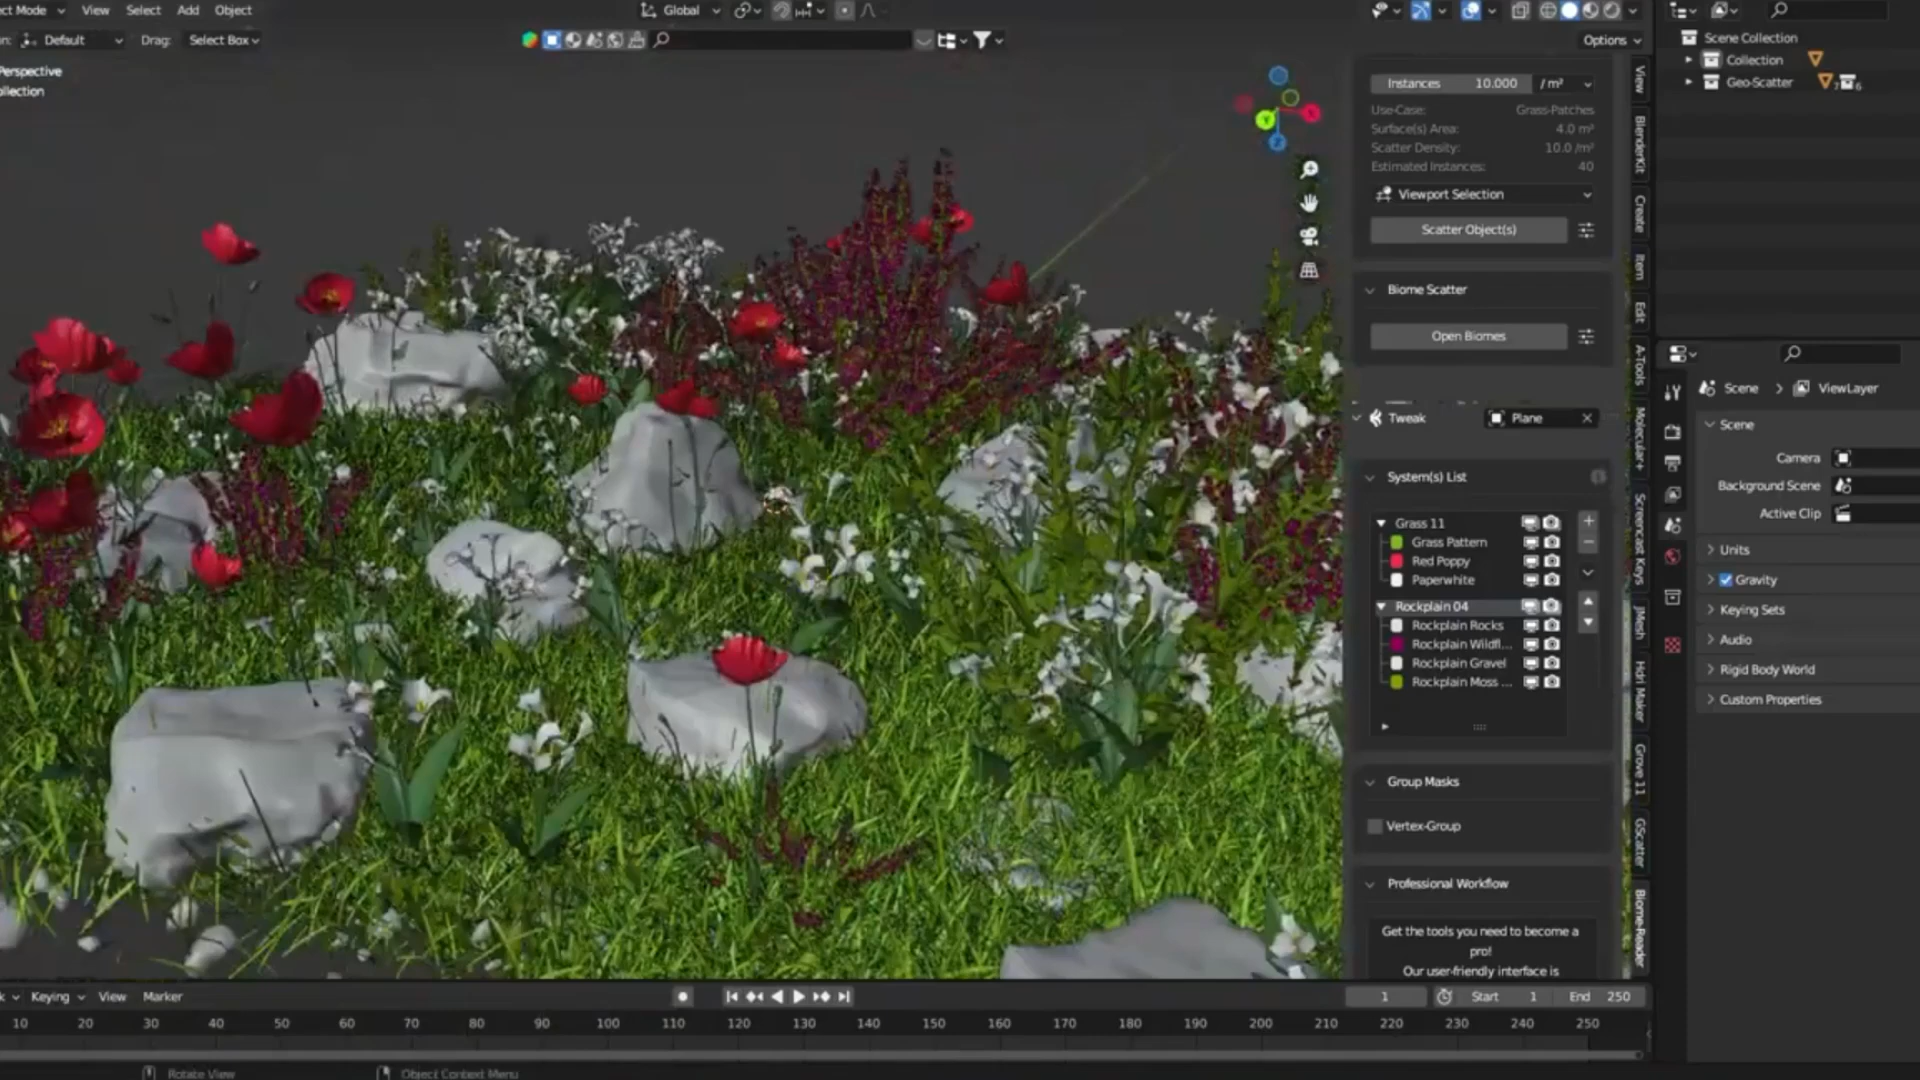 ct Mode View Select Add Object Global
n: Default Drag: Select Box Options
Perspective
ollection
Instances 10.000 / m²
Use-Case: Grass-Patches
Surface(s) Area: 4.0 m²
Scatter Density: 10.0 /m²
Estimated Instances: 40
Viewport Selection
Scatter Object(s)
Biome Scatter
Open Biomes
Tweak Plane
System(s) List
Grass 11
Grass Pattern
Red Poppy
Paperwhite
Rockplain 04
Rockplain Rocks
Rockplain Wildfl...
Rockplain Gravel
Rockplain Moss ...
Group Masks
Vertex-Group
Professional Workflow
Get the tools you need to become a
pro!
Our user-friendly interface is
View
BlenderKit
Create
Item
Edit
A-Tools
Molecular+
Screencast Keys
JMesh
Hdri Maker
Grove 11
GScatter
Biome-Reader
Scene Collection
Collection
Geo-Scatter 7 6
Scene ViewLayer
Scene
Camera
Background Scene
Active Clip
Units
Gravity
Keying Sets
Audio
Rigid Body World
Custom Properties
k Keying View Marker 1 Start 1 End 250
10 20 30 40 50 60 70 80 90 100 110 120 130 140 150 160 170 180 190 200 210 220 230 240 250
Rotate View Object Context Menu